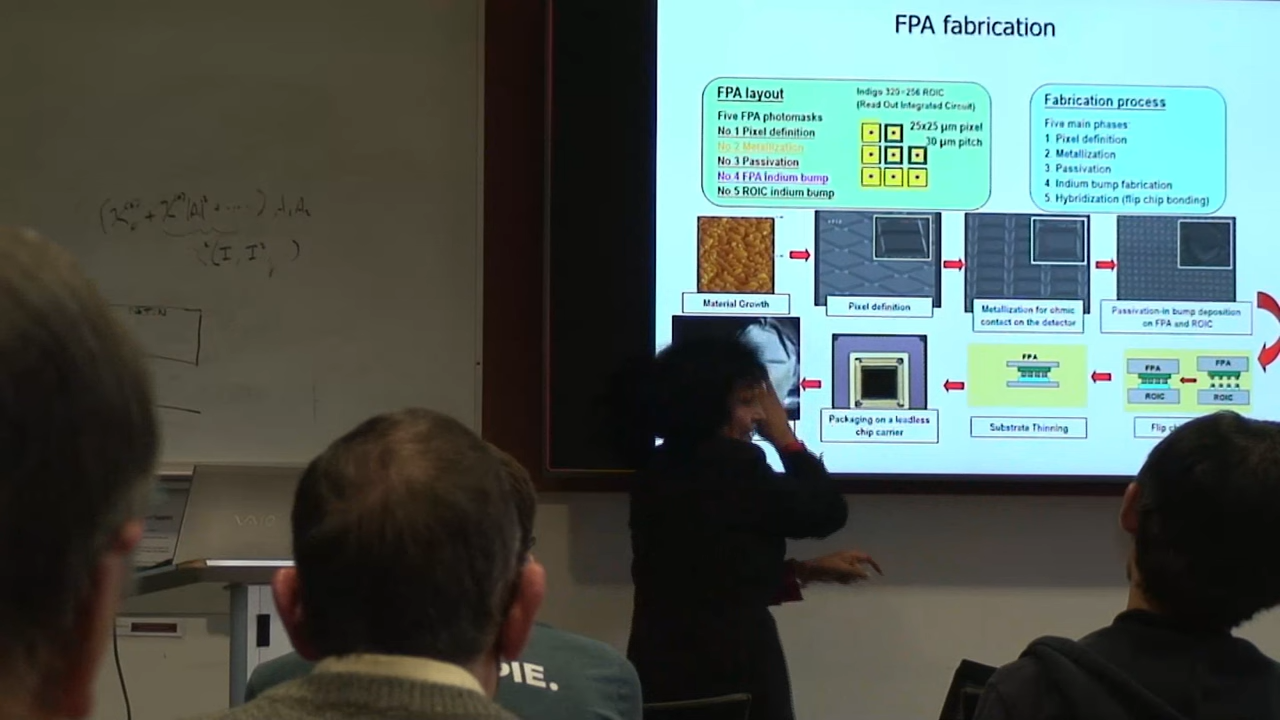 FPA fabrication
FPA layout
Five FPA photomasks
No 1 Pixel definition
No 2 Metallization
No 3 Passivation
No 4 FPA Indium bump
No 5 ROIC indium bump
Indigo 320×256 ROIC
(Read Out Integrated Circuit)
25x25 µm pixel
30 µm pitch
Fabrication process
Five main phases:
1. Pixel definition
2. Metallization
3. Passivation
4. Indium bump fabrication
5. Hybridization (flip chip bonding)
Material Growth
Pixel definition
Metallization for ohmic
contact on the detector
Passivation-in bump deposition
on FPA and ROIC
Packaging on a leadless
chip carrier
FPA
Substrate Thinning
FPA
ROIC
FPA
ROIC
Flip
VAIO
PIE.